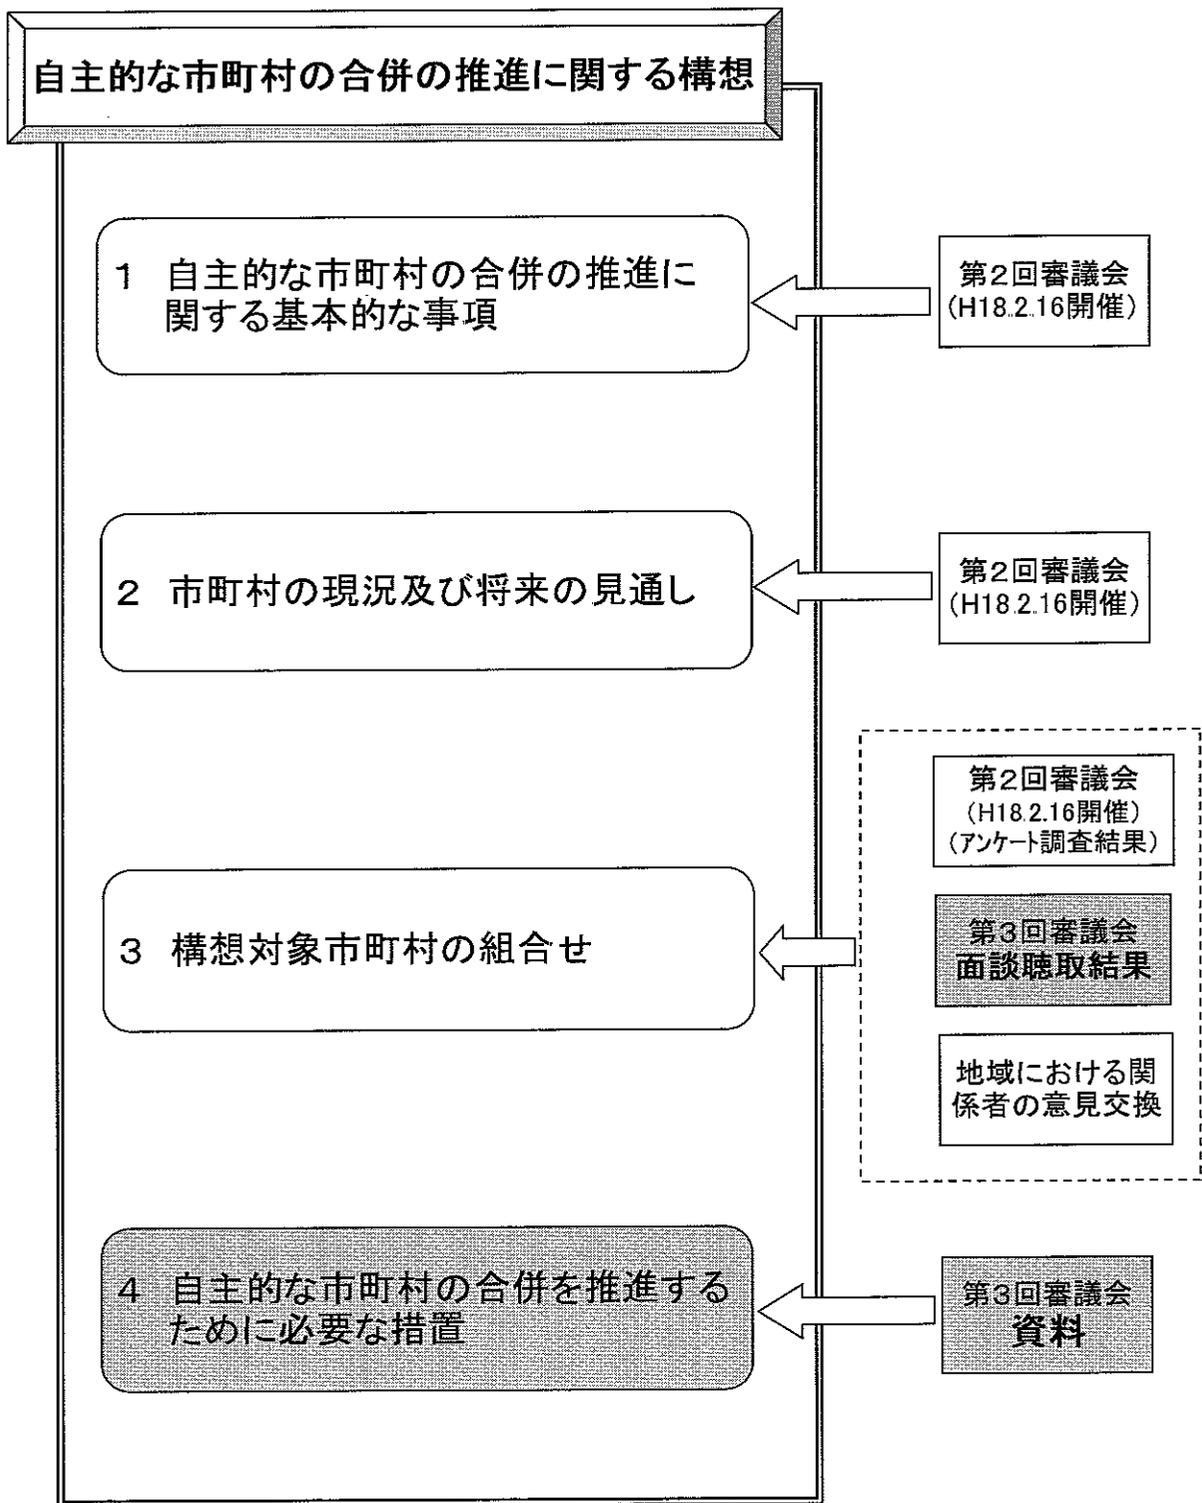 自主的な市町村の合併の推進に関する構想
1 自主的な市町村の合併の推進に
関する基本的な事項
第2回審議会
(H18.2.16開催)
2 市町村の現況及び将来の見通し
第2回審議会
(H18.2.16開催)
3 構想対象市町村の組合せ
第2回審議会
(H18.2.16開催)
(アンケート調査結果)
第3回審議会
面談聴取結果
地域における関
係者の意見交換
4 自主的な市町村の合併を推進する
ために必要な措置
第3回審議会
資料